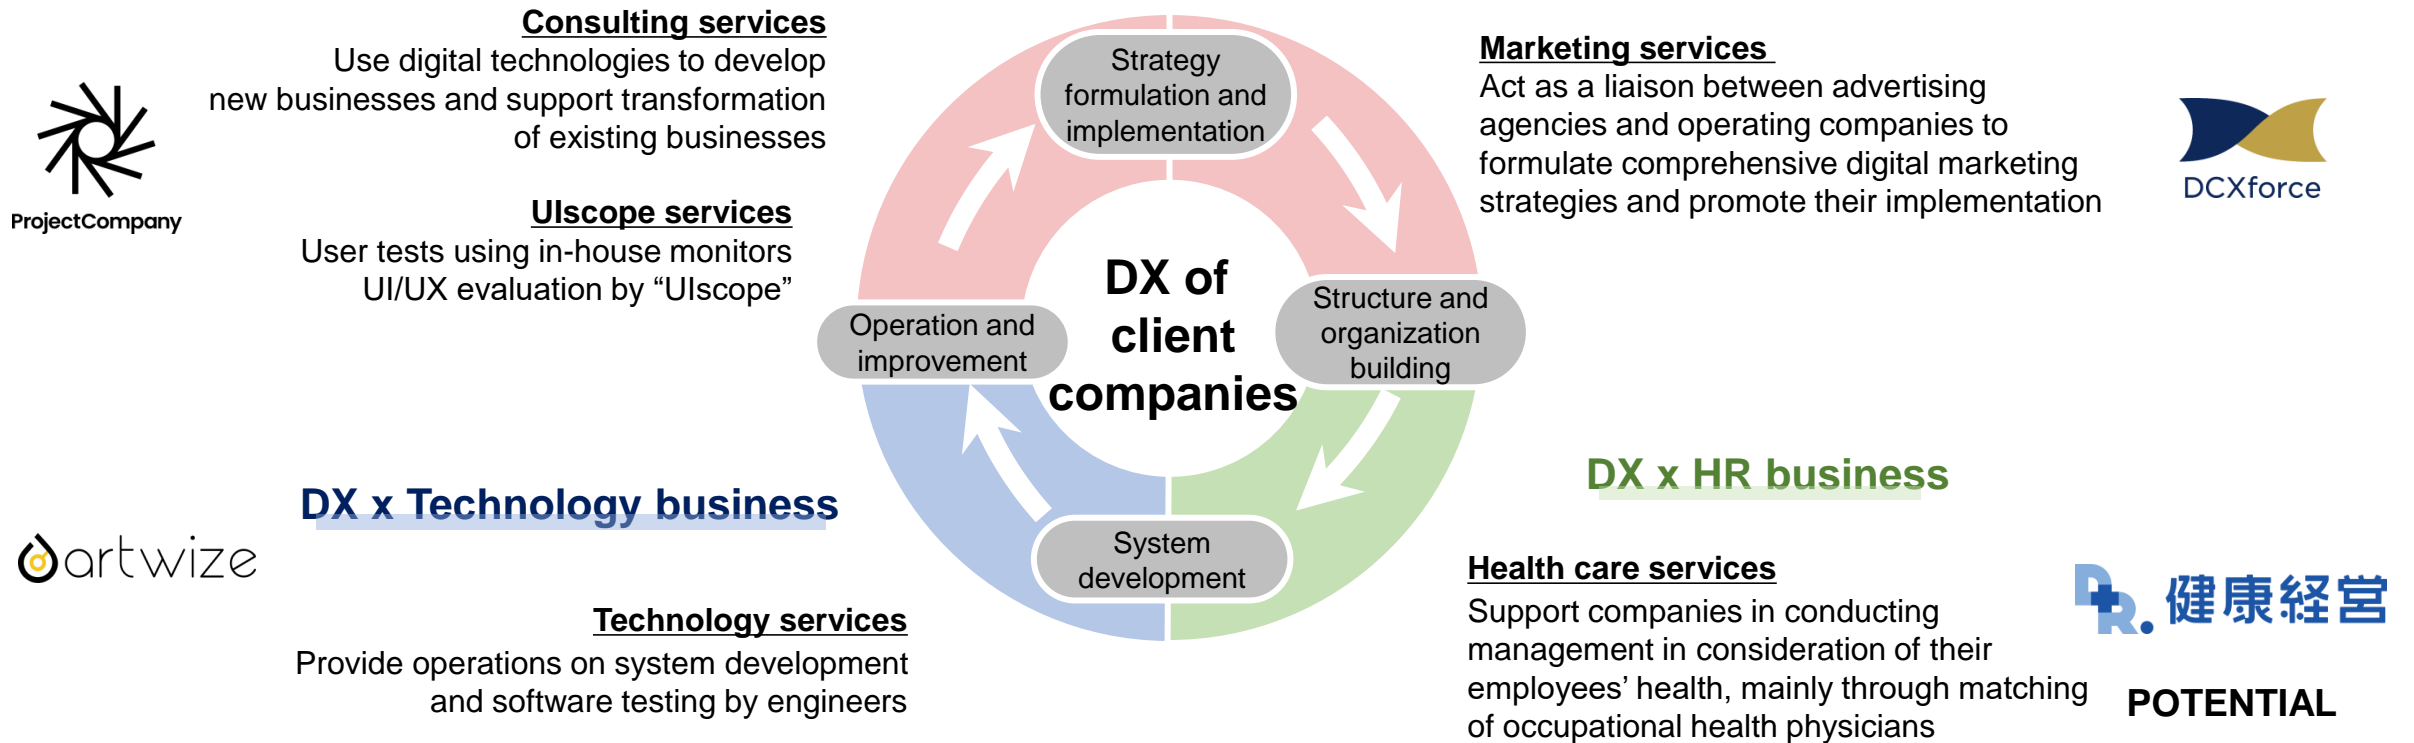 Consulting services
Use digital technologies to develop
new businesses and support transformation
of existing businesses
ProjectCompany
UIscope services
User tests using in-house monitors
UI/UX evaluation by “UIscope”
Strategy
formulation and
implementation
Marketing services
Act as a liaison between advertising
agencies and operating companies to
formulate comprehensive digital marketing
strategies and promote their implementation
DCXforce
DX of
client
companies
Operation and
improvement
Structure and
organization
building
System
development
DX x Technology business
artwize
Technology services
Provide operations on system development
and software testing by engineers
DX x HR business
Health care services
Support companies in conducting
management in consideration of their
employees’ health, mainly through matching
of occupational health physicians
DR. 健康経営
POTENTIAL